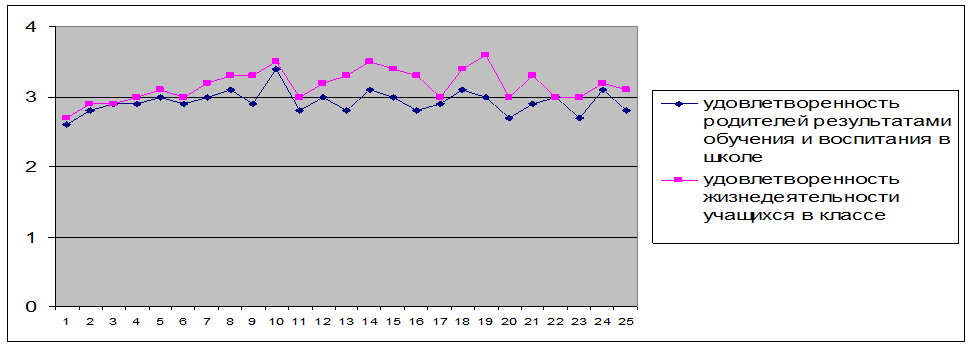 4
3
2
1
0
1 2 3 4 5 6 7 8 9 10 11 12 13 14 15 16 17 18 19 20 21 22 23 24 25
удовлетворенность
родителей результатами
обучения и воспитания в
школе
удовлетворенность
жизнедеятельности
учащихся в классе